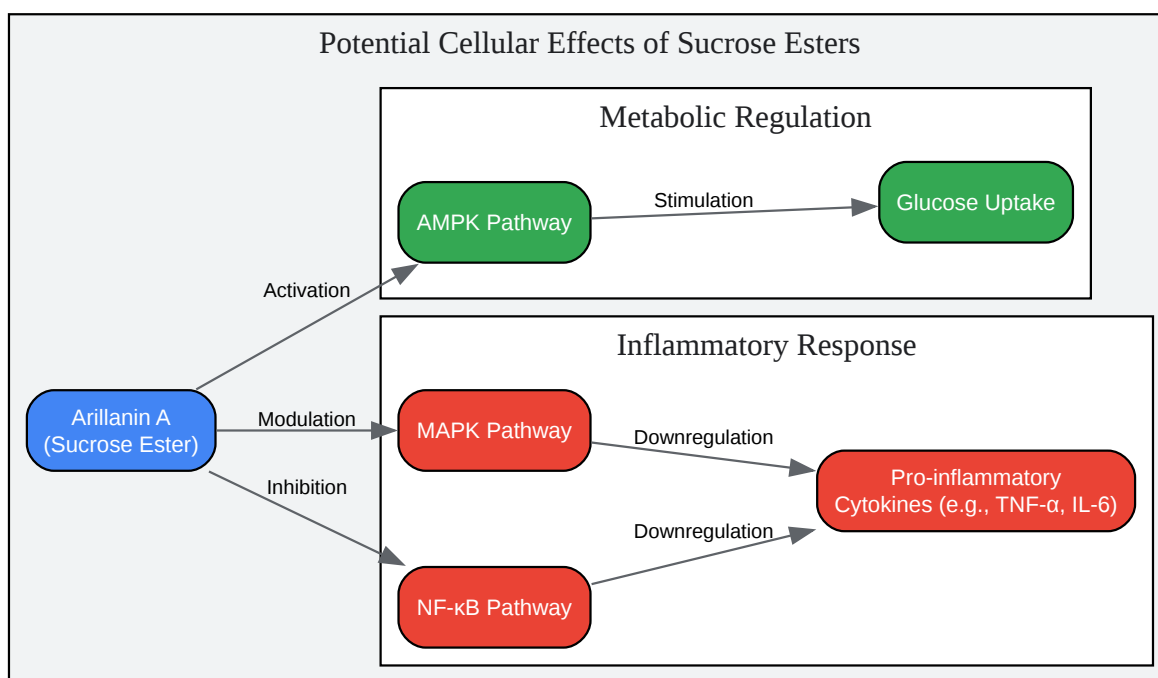 Potential Cellular Effects of Sucrose Esters
Metabolic Regulation
AMPK Pathway
Stimulation
Glucose Uptake
Activation
Inflammatory Response
Arillanin A
(Sucrose Ester)
Modulation
MAPK Pathway
Downregulation
Pro-inflammatory
Cytokines (e.g., TNF-α, IL-6)
Inhibition
Downregulation
NF-κB Pathway